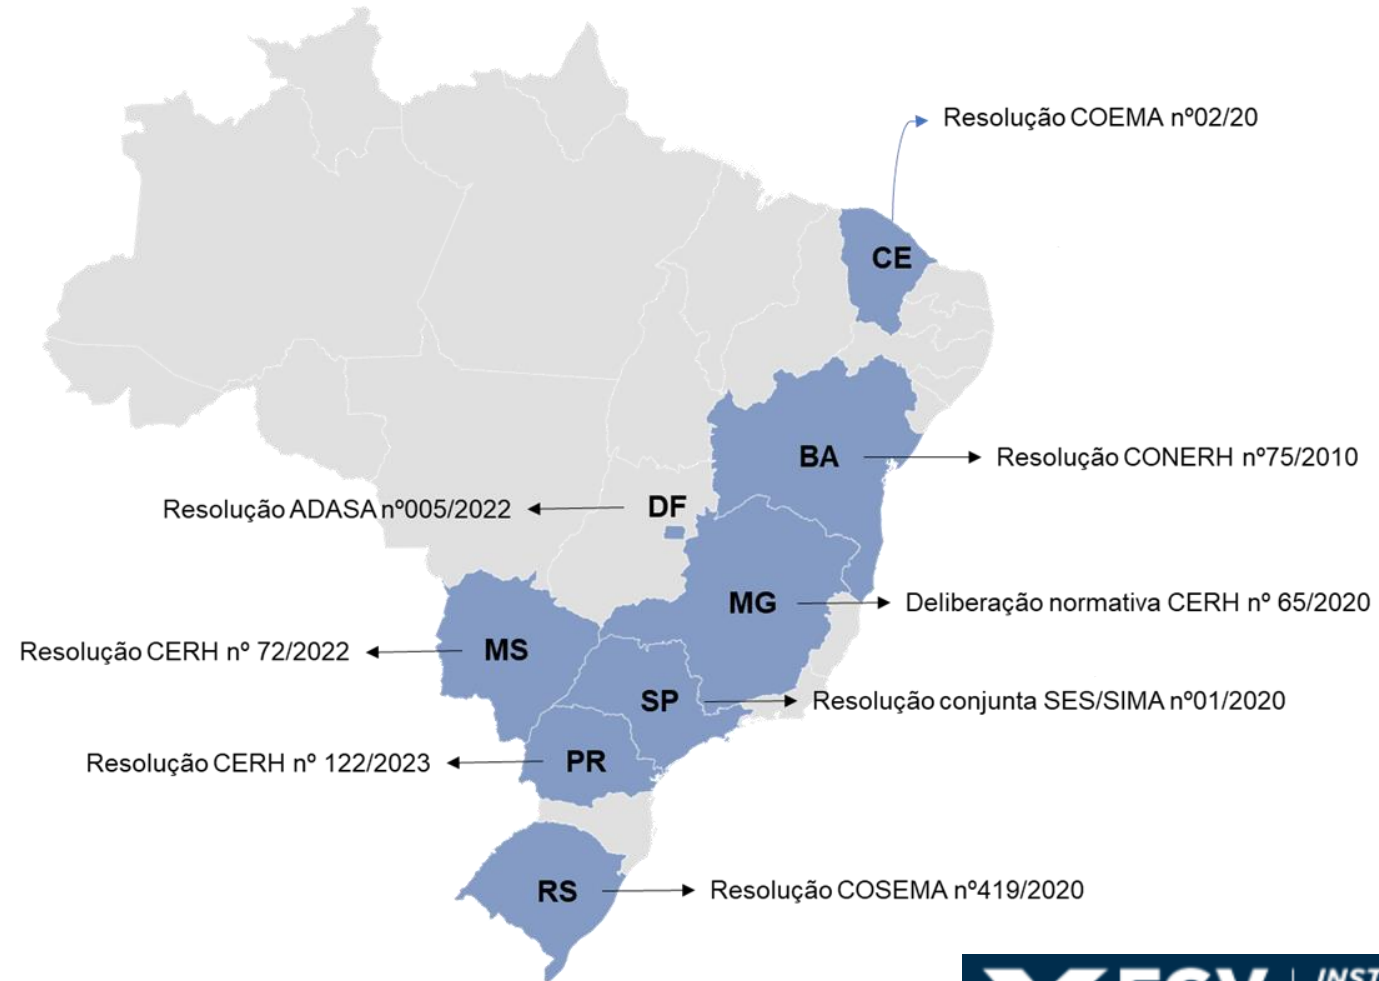 Resolução COEMA nº02/20
CE
BA
Resolução CONERH nº75/2010
Resolução ADASA nº005/2022
DF
MG
Deliberação normativa CERH nº 65/2020
Resolução CERH nº 72/2022
MS
SP
Resolução conjunta SES/SIMA nº01/2020
Resolução CERH nº 122/2023
PR
RS
Resolução COSEMA nº419/2020